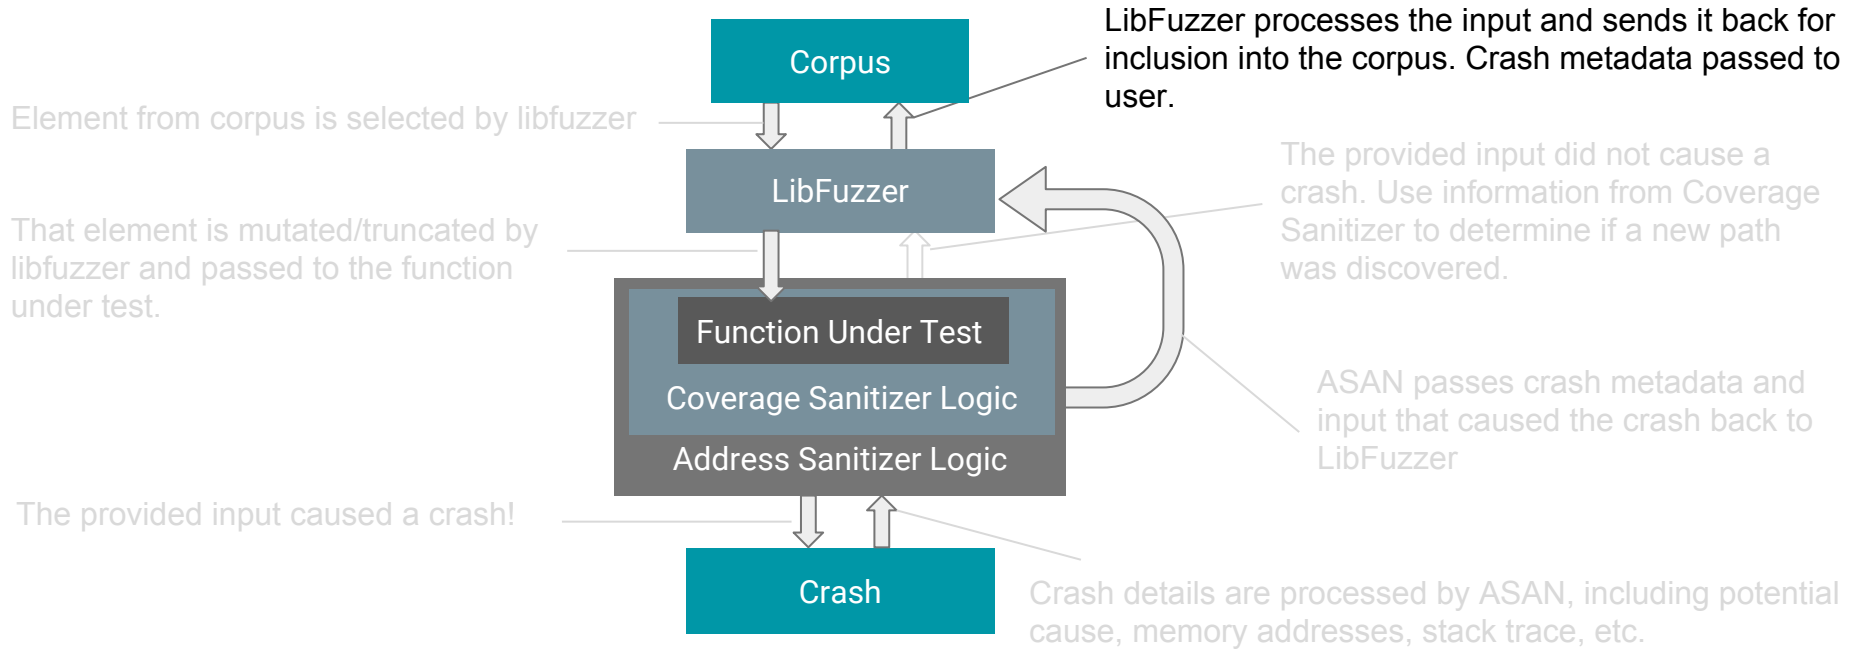 LibFuzzer processes the input and sends it back for
inclusion into the corpus. Crash metadata passed to
user.
Corpus
Element from corpus is selected by libfuzzer
The provided input did not cause a
crash. Use information from Coverage
Sanitizer to determine if a new path
was discovered.
LibFuzzer
That element is mutated/truncated by
libfuzzer and passed to the function
under test.
Function Under Test
Coverage Sanitizer Logic
Address Sanitizer Logic
ASAN passes crash metadata and
input that caused the crash back to
LibFuzzer
The provided input caused a crash!
Crash
Crash details are processed by ASAN, including potential
cause, memory addresses, stack trace, etc.